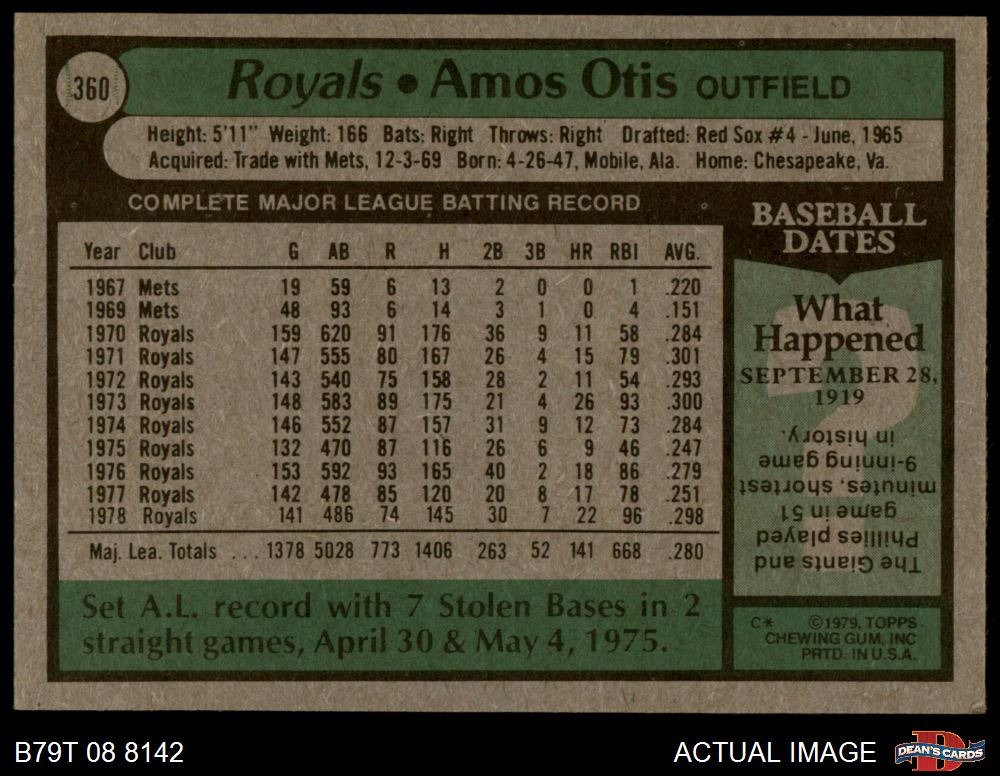 360
Royals • Amos Otis OUTFIELD
Height: 5'11" Weight: 166 Bats: Right Throws: Right Drafted: Red Sox #4 - June, 1965
Acquired: Trade with Mets, 12-3-69 Born: 4-26-47, Mobile, Ala. Home: Chesapeake, Va.
COMPLETE MAJOR LEAGUE BATTING RECORD
Year Club G AB R H 2B 3B HR RBI AVG.
1967 Mets 19 59 6 13 2 0 0 1 .220
1969 Mets 48 93 6 14 3 1 0 4 .151
1970 Royals 159 620 91 176 36 9 11 58 .284
1971 Royals 147 555 80 167 26 4 15 79 .301
1972 Royals 143 540 75 158 28 2 11 54 .293
1973 Royals 148 583 89 175 21 4 26 93 .300
1974 Royals 146 552 87 157 31 9 12 73 .284
1975 Royals 132 470 87 116 26 6 9 46 .247
1976 Royals 153 592 93 165 40 2 18 86 .279
1977 Royals 142 478 85 120 20 8 17 78 .251
1978 Royals 141 486 74 145 30 7 22 96 .298
Maj. Lea. Totals ... 1378 5028 773 1406 263 52 141 668 .280
Set A.L. record with 7 Stolen Bases in 2
straight games, April 30 & May 4, 1975.
BASEBALL
DATES
What
Happened
SEPTEMBER 28,
1919
The Giants and
Phillies played
game in 51
minutes, shortest
9-inning game
in history.
C* ©1979, TOPPS
CHEWING GUM, INC
PRTD. IN U.S.A.
B79T 08 8142
ACTUAL IMAGE
DEAN'S CARDS